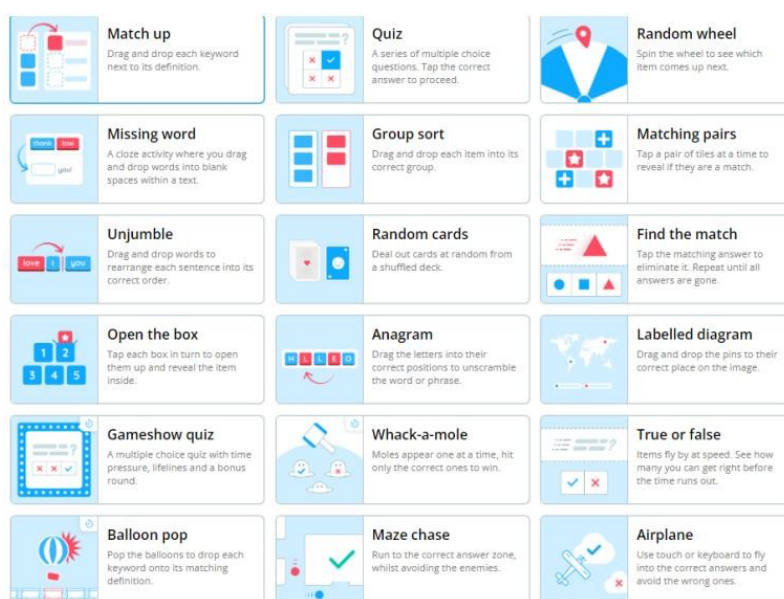 Match up
Drag and drop each keyword
next to its definition.
Quiz
A series of multiple choice
questions. Tap the correct
answer to proceed.
Random wheel
Spin the wheel to see which
item comes up next.
thank
low
you!
Missing word
A cloze activity where you drag
and drop words into blank
spaces within a text.
Group sort
Drag and drop each item into its
correct group.
Matching pairs
Tap a pair of tiles at a time to
reveal if they are a match.
love I you
Unjumble
Drag and drop words to
rearrange each sentence into its
correct order.
Random cards
Deal out cards at random from
a shuffled deck.
Find the match
Tap the matching answer to
eliminate it. Repeat until all
answers are gone.
1 2
3 4 5
Open the box
Tap each box in turn to open
them up and reveal the item
inside.
H L L E O
Anagram
Drag the letters into their
correct positions to unscramble
the word or phrase.
Labelled diagram
Drag and drop the pins to their
correct place on the image.
?
Gameshow quiz
A multiple choice quiz with time
pressure, lifelines and a bonus
round.
Whack-a-mole
Moles appear one at a time, hit
only the correct ones to win.
?
True or false
Items fly by at speed. See how
many you can get right before
the time runs out.
Balloon pop
Pop the balloons to drop each
keyword onto its matching
definition.
Maze chase
Run to the correct answer zone,
whilst avoiding the enemies.
Airplane
Use touch or keyboard to fly
into the correct answers and
avoid the wrong ones.